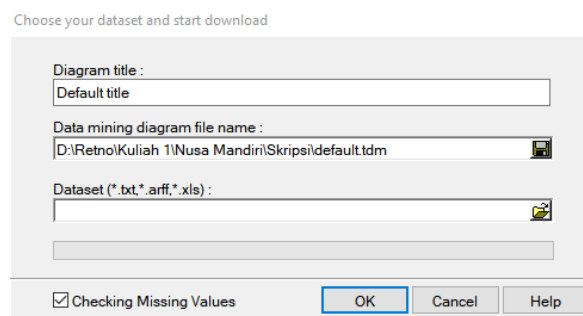 Choose your dataset and start download
Diagram title :
Default title
Data mining diagram file name :
D:\Retno\Kuliah 1\Nusa Mandiri\Skripsi\default.tdm
Dataset (*.txt,*.arff,*.xls) :
Checking Missing Values
OK
Cancel
Help